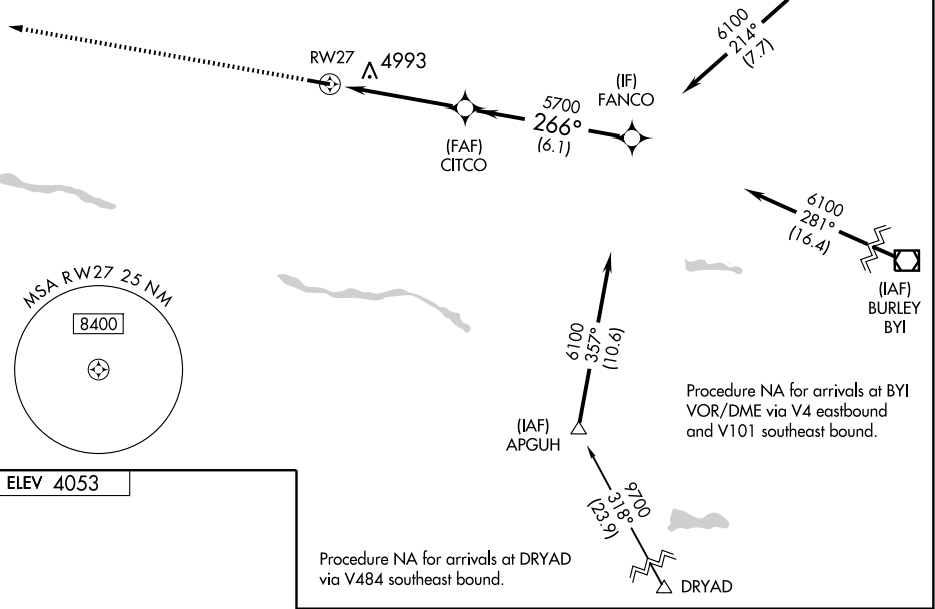 6100
214°
(7.7)
RW27
4993
(IF)
FANCO
5700
266°
(6.1)
(FAF)
CITCO
6100
281°
(16.4)
(IAF)
BURLEY
BYI
MSA RW27 25 NM
8400
6100
357°
(10.6)
Procedure NA for arrivals at BYI
VOR/DME via V4 eastbound
and V101 southeast bound.
(IAF)
APGUH
ELEV 4053
9700
318°
(23.9)
Procedure NA for arrivals at DRYAD
via V484 southeast bound.
DRYAD